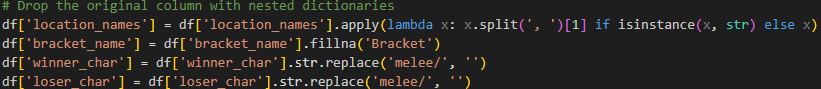 # Drop the original column with nested dictionaries
df['location_names'] = df['location_names'].apply(lambda x: x.split(', ')[1] if isinstance(x, str) else x)
df['bracket_name'] = df['bracket_name'].fillna('Bracket')
df['winner_char'] = df['winner_char'].str.replace('melee/', '')
df['loser_char'] = df['loser_char'].str.replace('melee/', '')